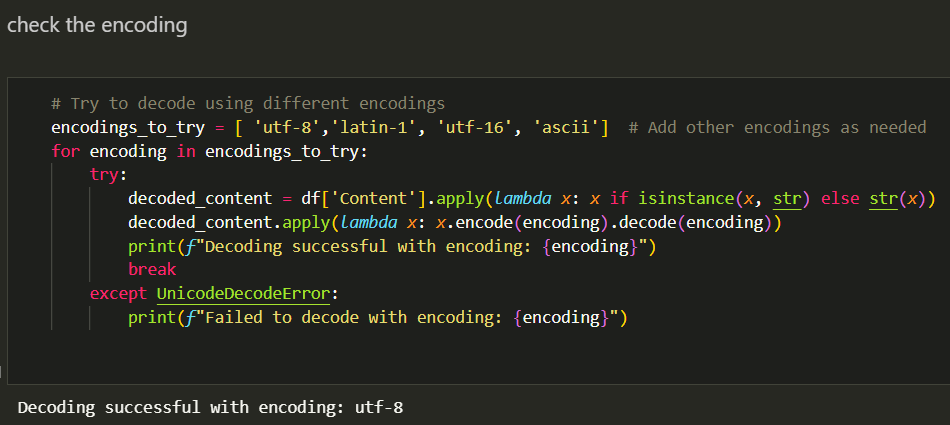 check the encoding
# Try to decode using different encodings
encodings_to_try = [ 'utf-8','latin-1', 'utf-16', 'ascii']  # Add other encodings as needed
for encoding in encodings_to_try:
    try:
        decoded_content = df['Content'].apply(lambda x: x if isinstance(x, str) else str(x))
        decoded_content.apply(lambda x: x.encode(encoding).decode(encoding))
        print(f"Decoding successful with encoding: {encoding}")
        break
    except UnicodeDecodeError:
        print(f"Failed to decode with encoding: {encoding}")
Decoding successful with encoding: utf-8